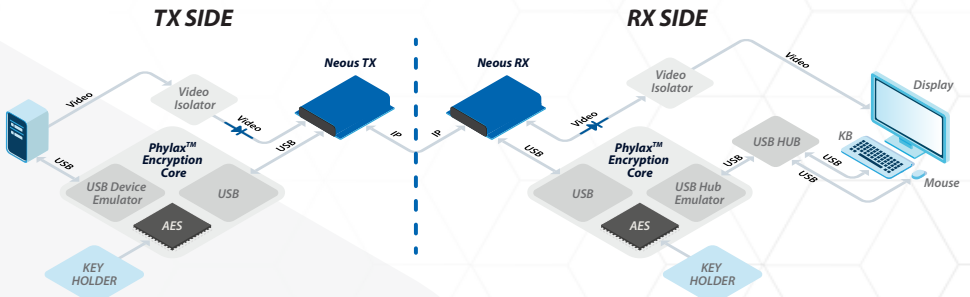 TX SIDE
RX SIDE
Neous TX
Neous RX
Video
Video
Isolator
Video
USB
USB
IP
IP
Phylax™
Encryption
Core
USB Device
Emulator
USB
AES
KEY
HOLDER
Video
USB
Video
Isolator
Video
Phylax™
Encryption
Core
USB
USB Hub
Emulator
AES
KEY
HOLDER
USB
USB HUB
USB
USB
KB
Display
Mouse